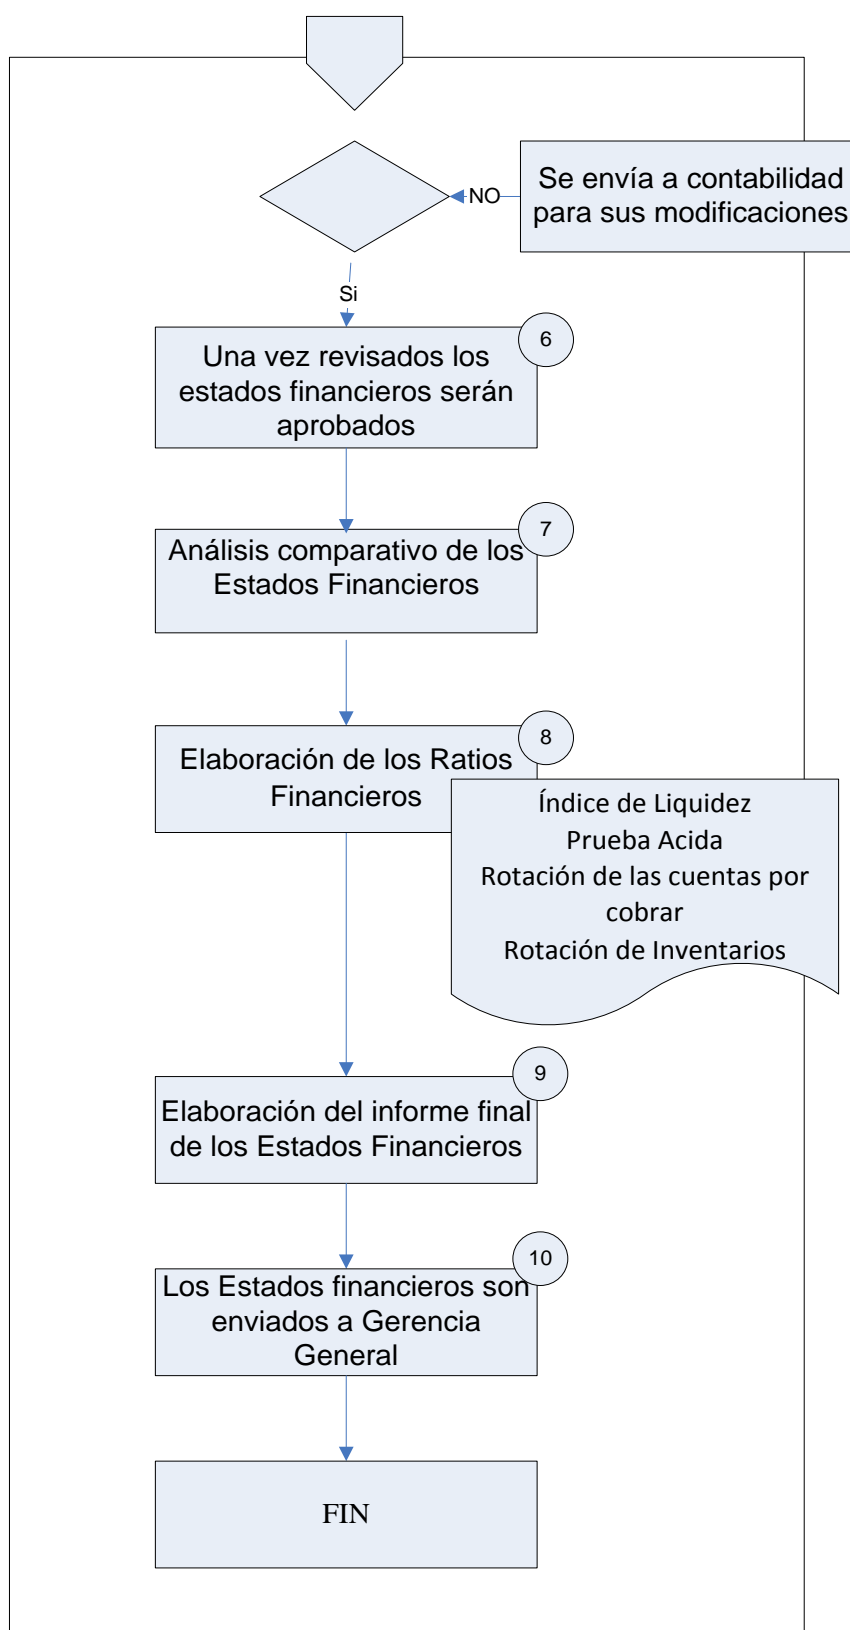 NO
Se envía a contabilidad
para sus modificaciones
Si
6
Una vez revisados los
estados financieros serán
aprobados
7
Análisis comparativo de los
Estados Financieros
8
Elaboración de los Ratios
Financieros
Índice de Liquidez
Prueba Acida
Rotación de las cuentas por
cobrar
Rotación de Inventarios
9
Elaboración del informe final
de los Estados Financieros
10
Los Estados financieros son
enviados a Gerencia
General
FIN